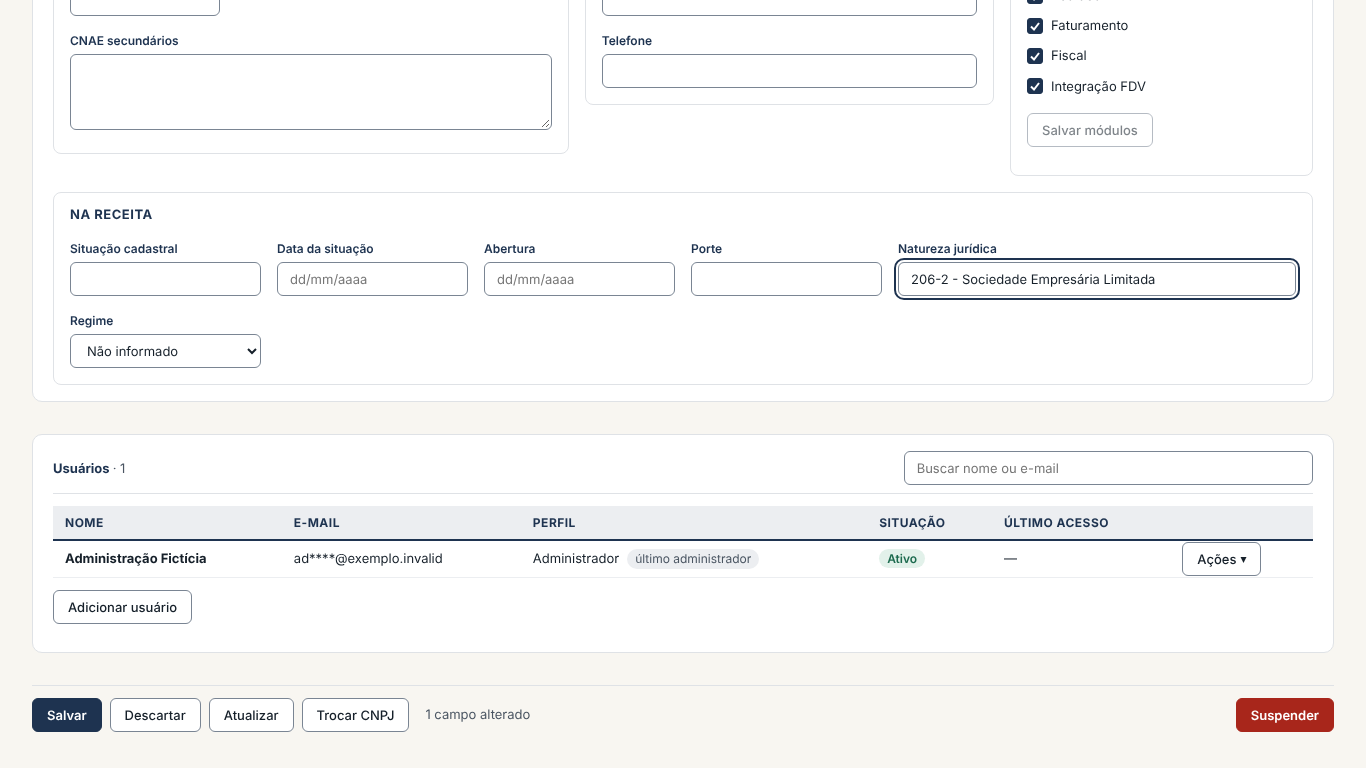 CNAE secundários
Telefone
Faturamento
Fiscal
Integração FDV
Salvar módulos
NA RECEITA
Situação cadastral
Data da situação
Abertura
Porte
Natureza jurídica
dd/mm/aaaa
dd/mm/aaaa
206-2 - Sociedade Empresária Limitada
Regime
Não informado
Usuários · 1
Buscar nome ou e-mail
NOME E-MAIL PERFIL SITUAÇÃO ÚLTIMO ACESSO
Administração Fictícia ad****@exemplo.invalid Administrador último administrador Ativo — Ações ▾
Adicionar usuário
Salvar Descartar Atualizar Trocar CNPJ 1 campo alterado Suspender